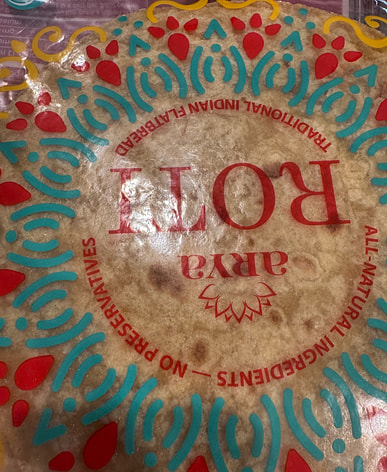 arya
ROTI
TRADITIONAL INDIAN FLATBREAD
ALL-NATURAL INGREDIENTS — NO PRESERVATIVES